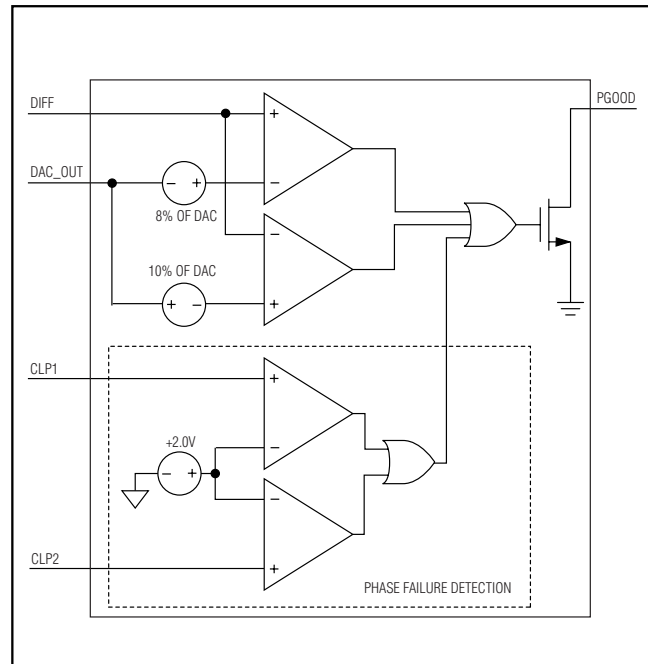 DIFF
PGOOD
+
DAC_OUT
- +
-
8% OF DAC
-
10% OF DAC
+ -
+
CLP1
+
+2.0V
-
- +
-
CLP2
+
PHASE FAILURE DETECTION